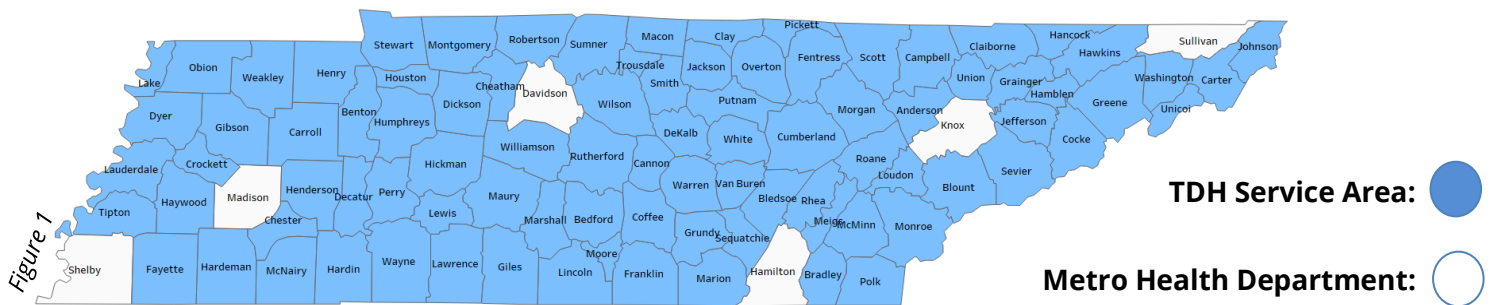 Pickett
Stewart
Montgomery
Robertson
Sumner
Macon
Clay
Fentress
Scott
Campbell
Claiborne
Hancock
Hawkins
Sullivan
Johnson
Lake
Obion
Weakley
Henry
Houston
Cheatham
Davidson
Trousdale
Smith
Jackson
Overton
Union
Grainger
Hamblen
Washington
Carter
Dyer
Gibson
Carroll
Benton
Humphreys
Dickson
Wilson
Putnam
Morgan
Anderson
Knox
Jefferson
Greene
Unicoi
Crockett
Williamson
Rutherford
DeKalb
White
Cumberland
Cocke
Lauderdale
Hickman
Cannon
Roane
Loudon
Sevier
Tipton
Haywood
Madison
Henderson
Decatur
Perry
Maury
Warren
Van Buren
Bledsoe
Rhea
Blount
TDH Service Area:
Chester
Lewis
Marshall
Bedford
Coffee
Grundy
Sequatchie
Meigs
McMinn
Monroe
Figure 1
Shelby
Fayette
Hardeman
McNairy
Hardin
Wayne
Lawrence
Giles
Moore
Lincoln
Franklin
Marion
Hamilton
Bradley
Polk
Metro Health Department: